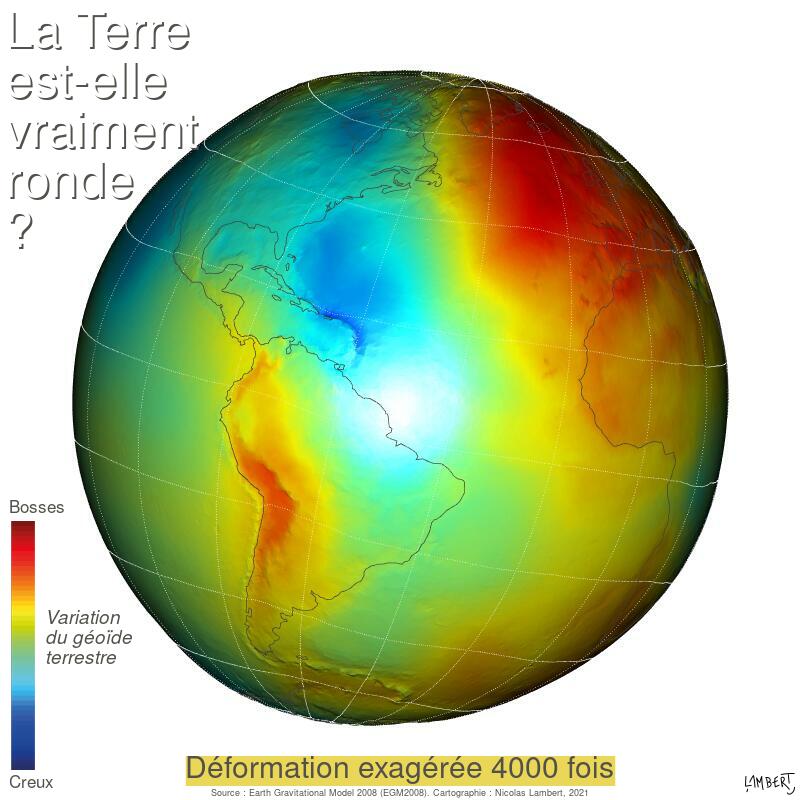 La Terre
est-elle
vraiment
ronde
?
Bosses
Variation
du géoïde
terrestre
Creux
Déformation exagérée 4000 fois
Source : Earth Gravitational Model 2008 (EGM2008). Cartographie : Nicolas Lambert, 2021
LAMBERT